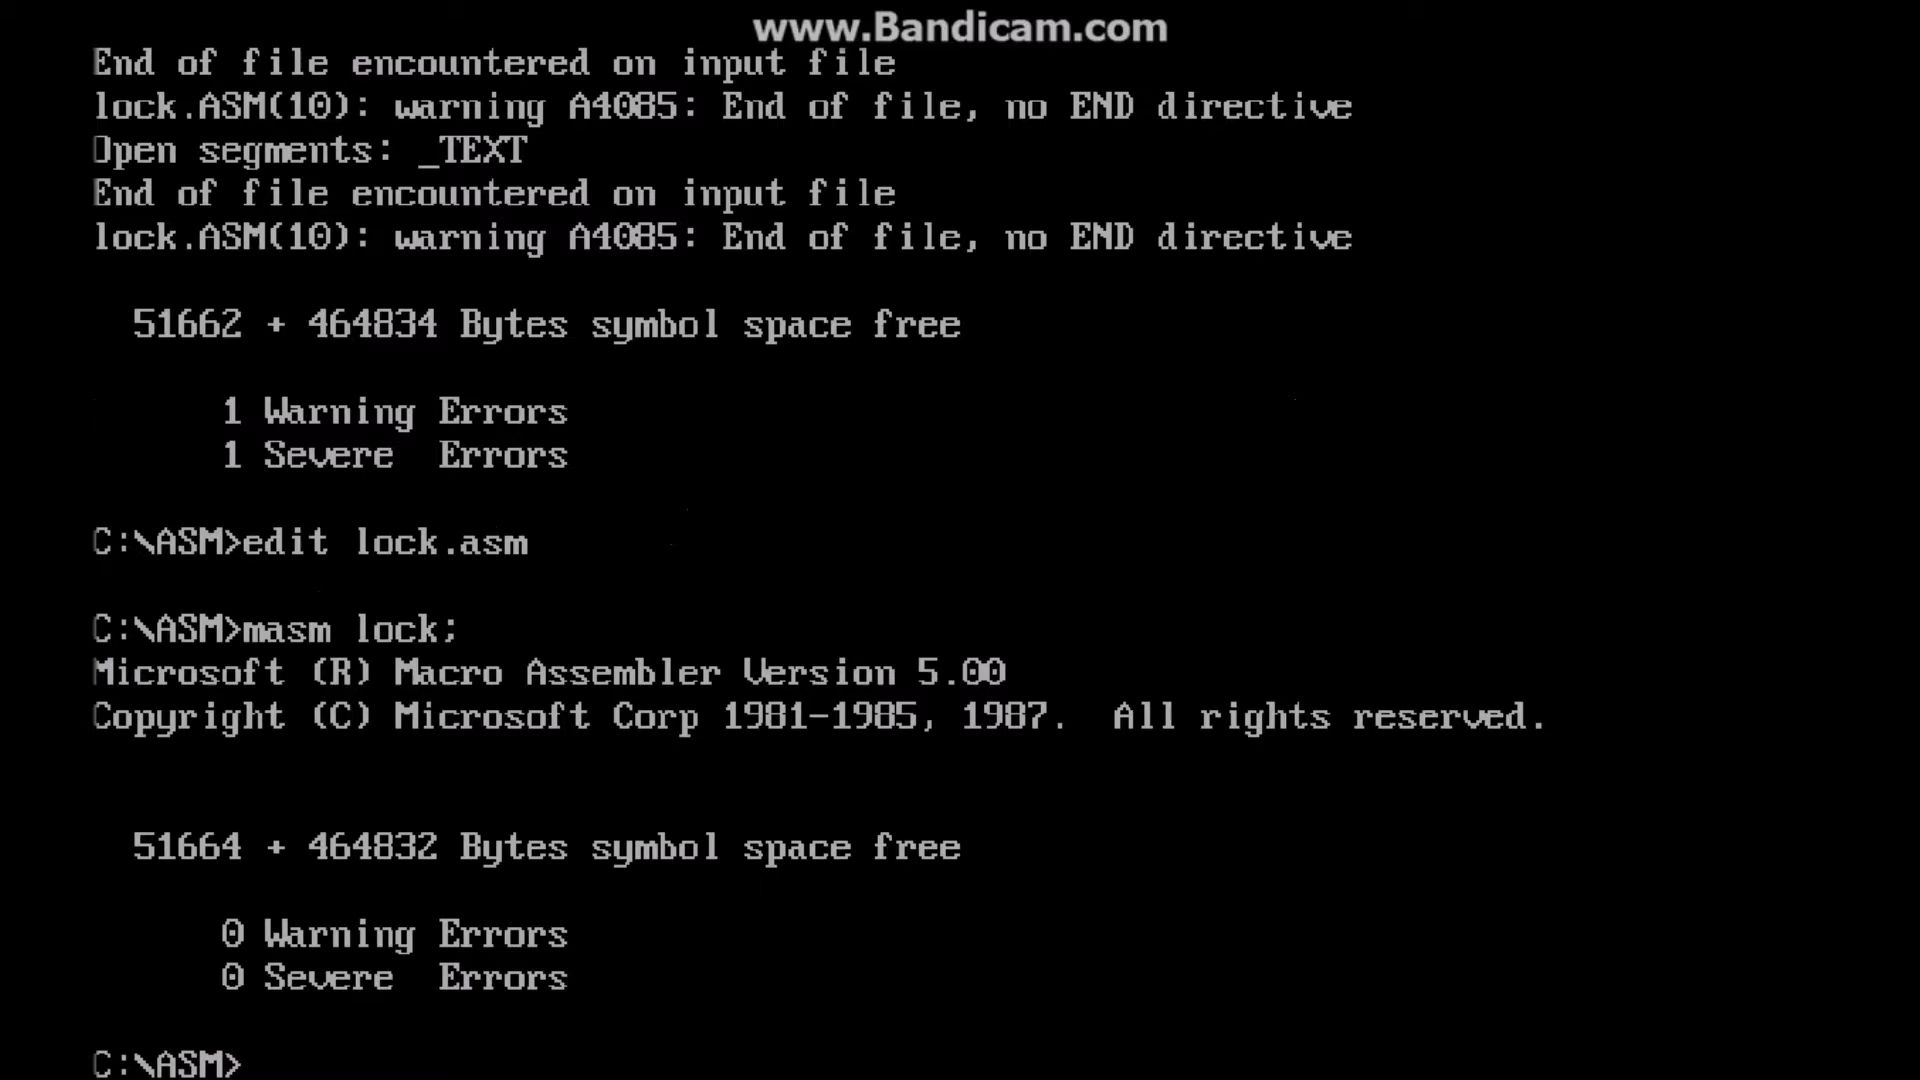 www.Bandicam.com
End of file encountered on input file
lock.ASM(10): warning A4085: End of file, no END directive
Open segments: _TEXT
End of file encountered on input file
lock.ASM(10): warning A4085: End of file, no END directive
51662 + 464834 Bytes symbol space free
1 Warning Errors
1 Severe  Errors
C:\ASM>edit lock.asm
C:\ASM>masm lock;
Microsoft (R) Macro Assembler Version 5.00
Copyright (C) Microsoft Corp 1981-1985, 1987.  All rights reserved.
51664 + 464832 Bytes symbol space free
0 Warning Errors
0 Severe  Errors
C:\ASM>